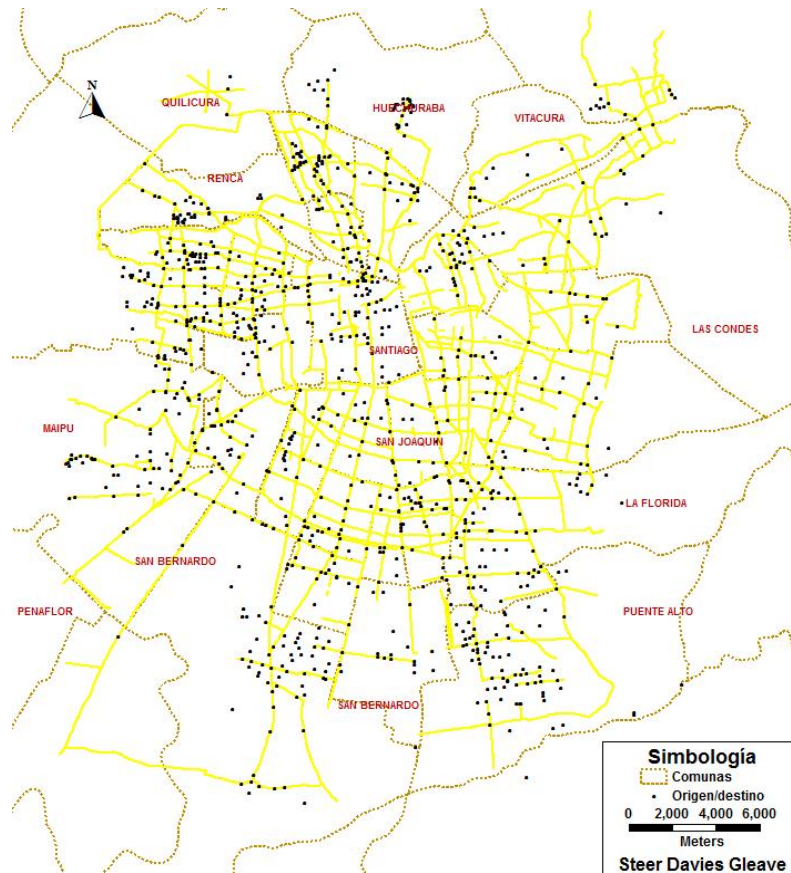 N
QUILICURA
HUECHURABA
VITACURA
RENCA
LAS CONDES
SANTIAGO
MAIPU
SAN JOAQUIN
LA FLORIDA
SAN BERNARDO
PENAFLOR
PUENTE ALTO
SAN BERNARDO
Simbología
Comunas
Origen/destino
0 2,000 4,000 6,000
Meters
Steer Davies Gleave